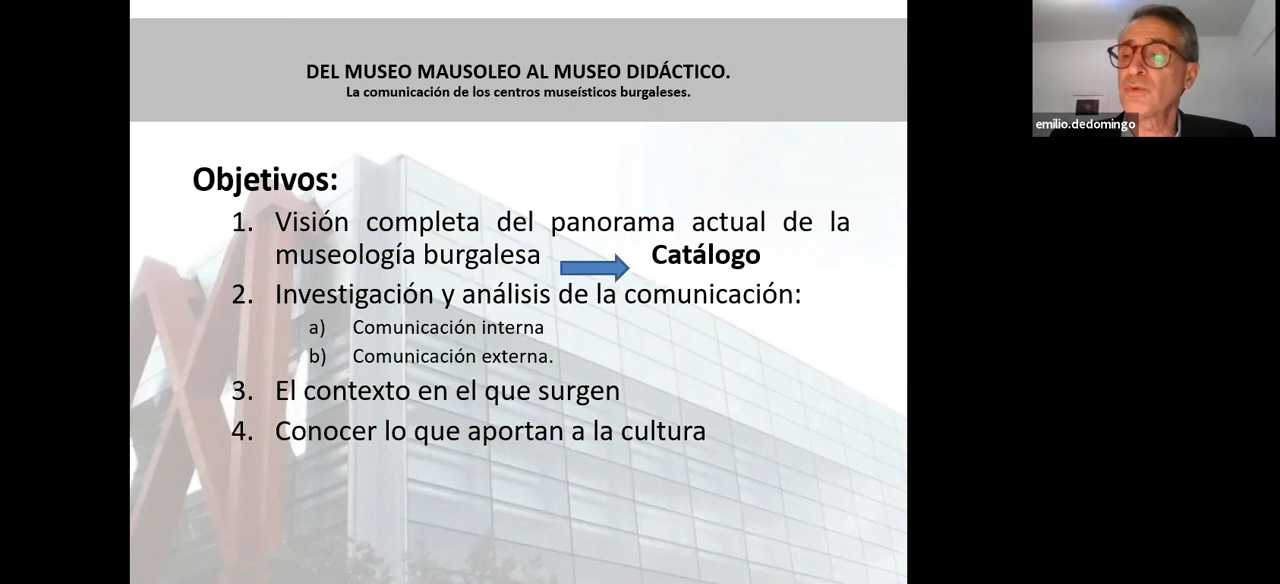 DEL MUSEO MAUSOLEO AL MUSEO DIDÁCTICO.
La comunicación de los centros museísticos burgaleses.
emilio.dedomingo
Objetivos:
1. Visión completa del panorama actual de la
museología burgalesa Catálogo
2. Investigación y análisis de la comunicación:
a) Comunicación interna
b) Comunicación externa.
3. El contexto en el que surgen
4. Conocer lo que aportan a la cultura